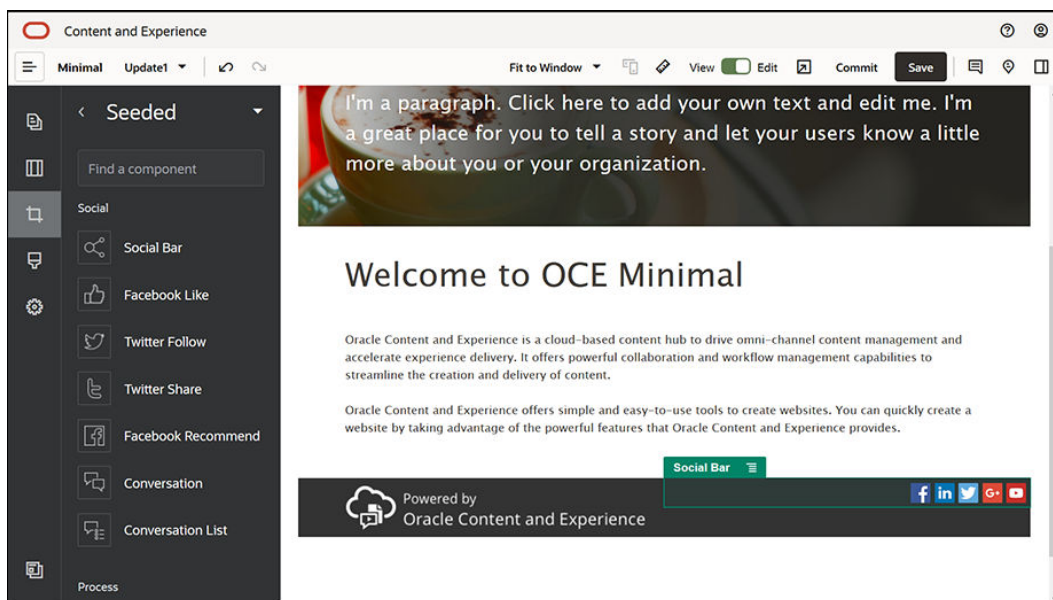 Content and Experience
Minimal Update1 Fit to Window View Edit Commit Save
Seeded
Find a component
Social
Social Bar
Facebook Like
Twitter Follow
Twitter Share
Facebook Recommend
Conversation
Conversation List
Process
I'm a paragraph. Click here to add your own text and edit me. I'm
a great place for you to tell a story and let your users know a little
more about you or your organization.
Welcome to OCE Minimal
Oracle Content and Experience is a cloud-based content hub to drive omni-channel content management and
accelerate experience delivery. It offers powerful collaboration and workflow management capabilities to
streamline the creation and delivery of content.
Oracle Content and Experience offers simple and easy-to-use tools to create websites. You can quickly create a
website by taking advantage of the powerful features that Oracle Content and Experience provides.
Social Bar
Powered by
Oracle Content and Experience
f in G+